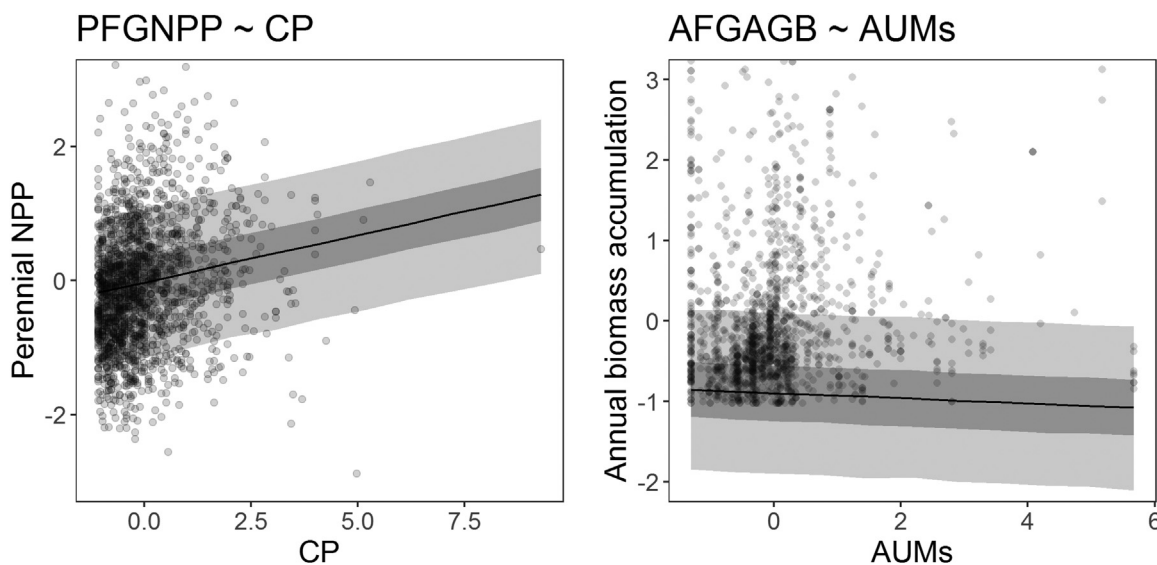 PFGNPP ~ CP
Perennial NPP
2
0
-2
0.0 2.5 5.0 7.5
CP
AFGAGB ~ AUMs
Annual biomass accumulation
3
2
1
0
-1
-2
0 2 4 6
AUMs